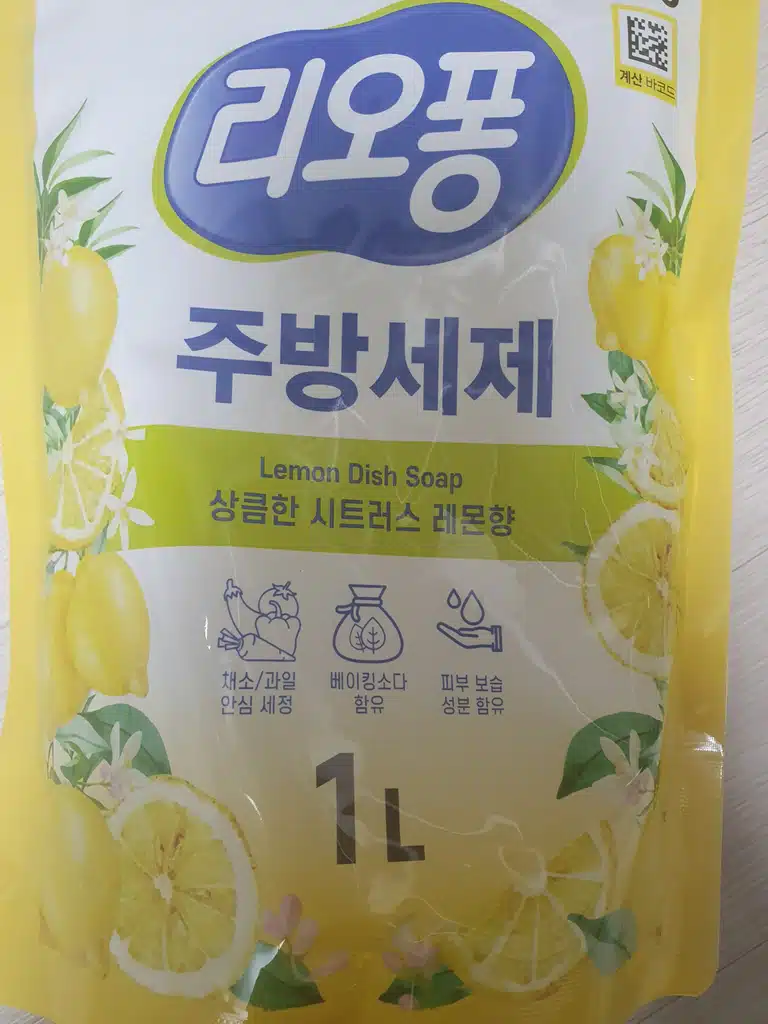 계산 바코드
리오퐁
주방세제
Lemon Dish Soap
상큼한 시트러스 레몬향
채소/과일
안심 세정
베이킹소다
함유
피부 보습
성분 함유
1L